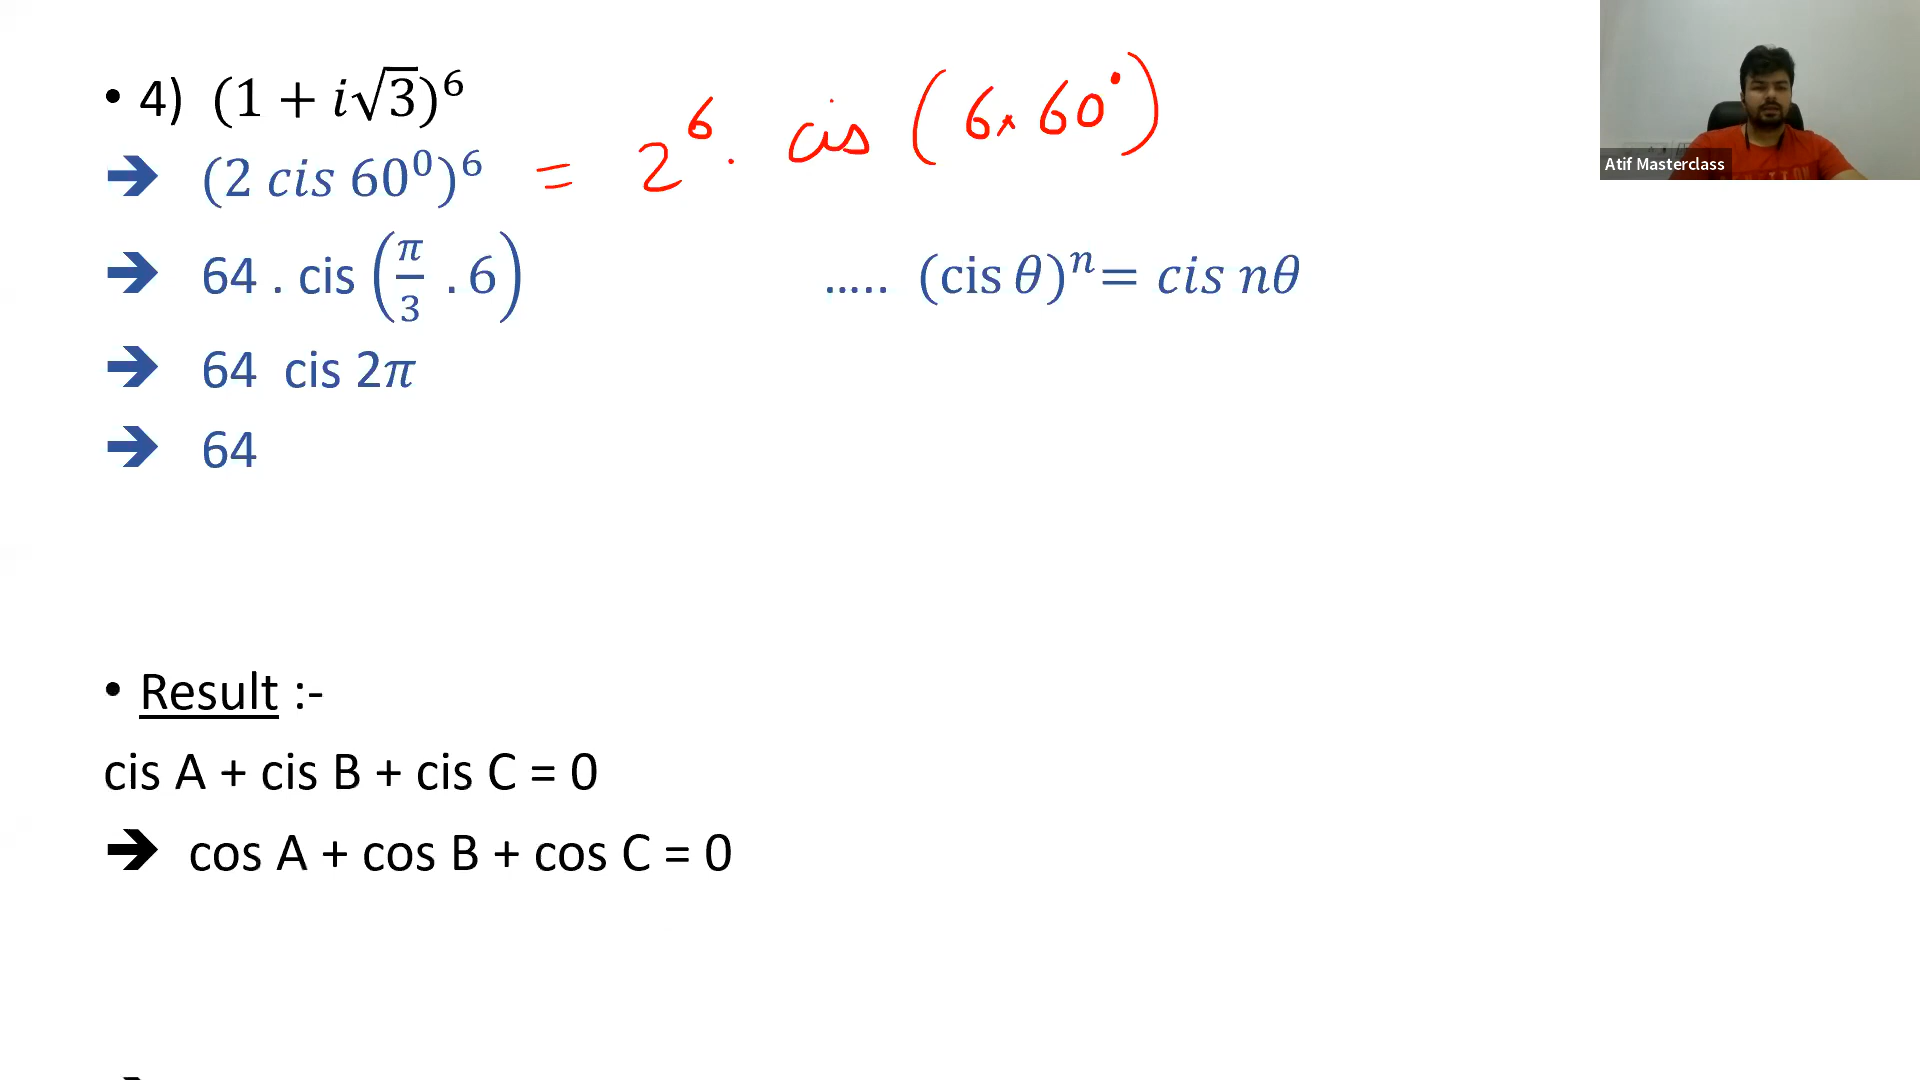 • 4) (1 + i√3)⁶
➔ (2 cis 60⁰)⁶ = 2⁶. cis (6×60°)
➔ 64 . cis (π/3 . 6) ..... (cis θ)ⁿ= cis nθ
➔ 64 cis 2π
➔ 64
• Result :-
cis A + cis B + cis C = 0
➔ cos A + cos B + cos C = 0
Atif Masterclass